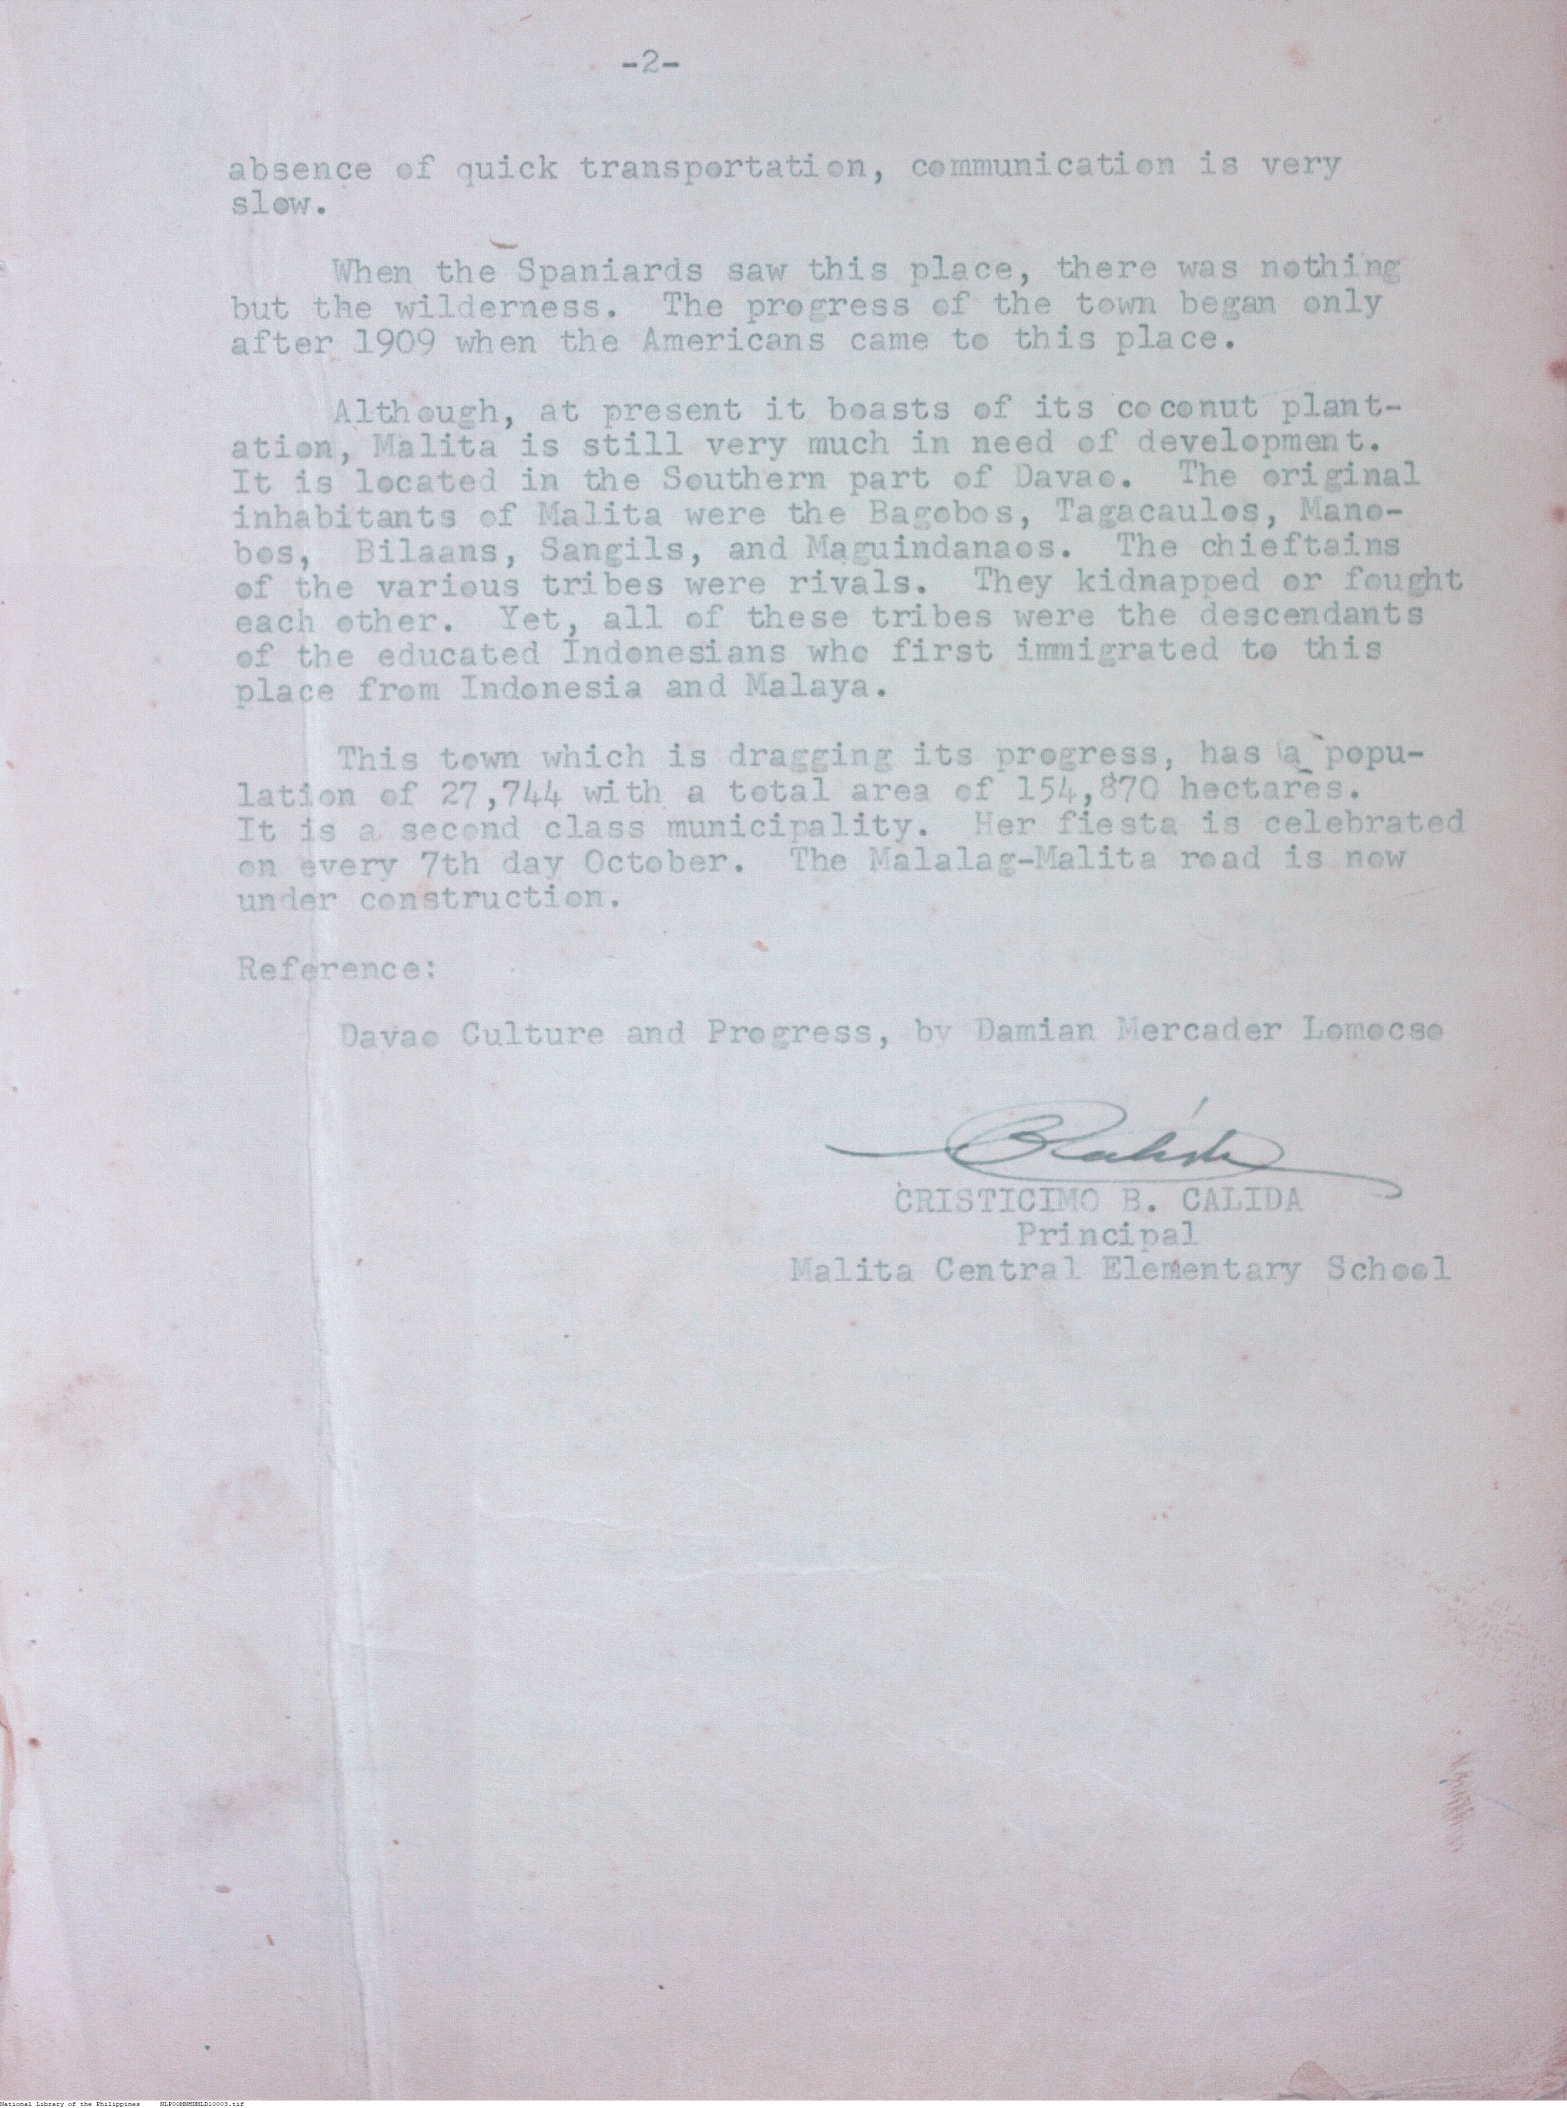 -2-
absence of quick transportation, communication is very
slow.
When the Spaniards saw this place, there was nothing
but the wilderness. The progress of the town began only
after 1909 when the Americans came to this place.
Although, at present it boasts of its coconut plant-
ation, Malita is still very much in need of development.
It is located in the Southern part of Davao. The original
inhabitants of Malita were the Bagobos, Tagacaulos, Mano-
bos, Bilaans, Sangils, and Maguindanaos. The chieftains
of the various tribes were rivals. They kidnapped or fought
each other. Yet, all of these tribes were the descendants
of the educated Indonesians who first immigrated to this
place from Indonesia and Malaya.
This town which is dragging its progress, has a popu-
lation of 27,744 with a total area of 154,870 hectares.
It is a second class municipality. Her fiesta is celebrated
on every 7th day October. The Malalag-Malita road is now
under construction.
Reference:
Davao Culture and Progress, by Damian Mercader Lomocso
CRISTICIMO B. CALIDA
Principal
Malita Central Elementary School
National Library of the Philippines NLP00MNHDMLD10003.tif